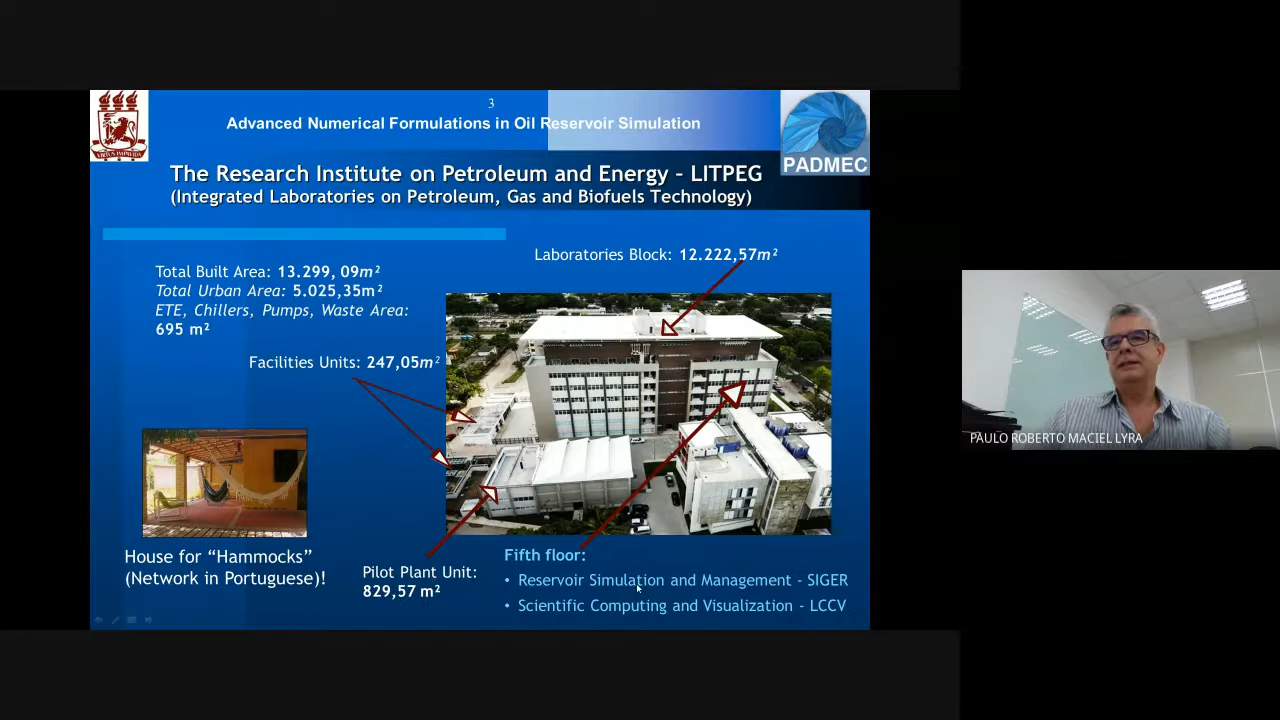 3
Advanced Numerical Formulations in Oil Reservoir Simulation
VIRTUS IMPAVIDA
PADMEC
The Research Institute on Petroleum and Energy – LITPEG
(Integrated Laboratories on Petroleum, Gas and Biofuels Technology)
Laboratories Block: 12.222,57m²
Total Built Area: 13.299, 09m²
Total Urban Area: 5.025,35m²
ETE, Chillers, Pumps, Waste Area:
695 m²
Facilities Units: 247,05m²
House for “Hammocks”
(Network in Portuguese)!
Pilot Plant Unit:
829,57 m²
Fifth floor:
• Reservoir Simulation and Management - SIGER
• Scientific Computing and Visualization - LCCV
PAULO ROBERTO MACIEL LYRA